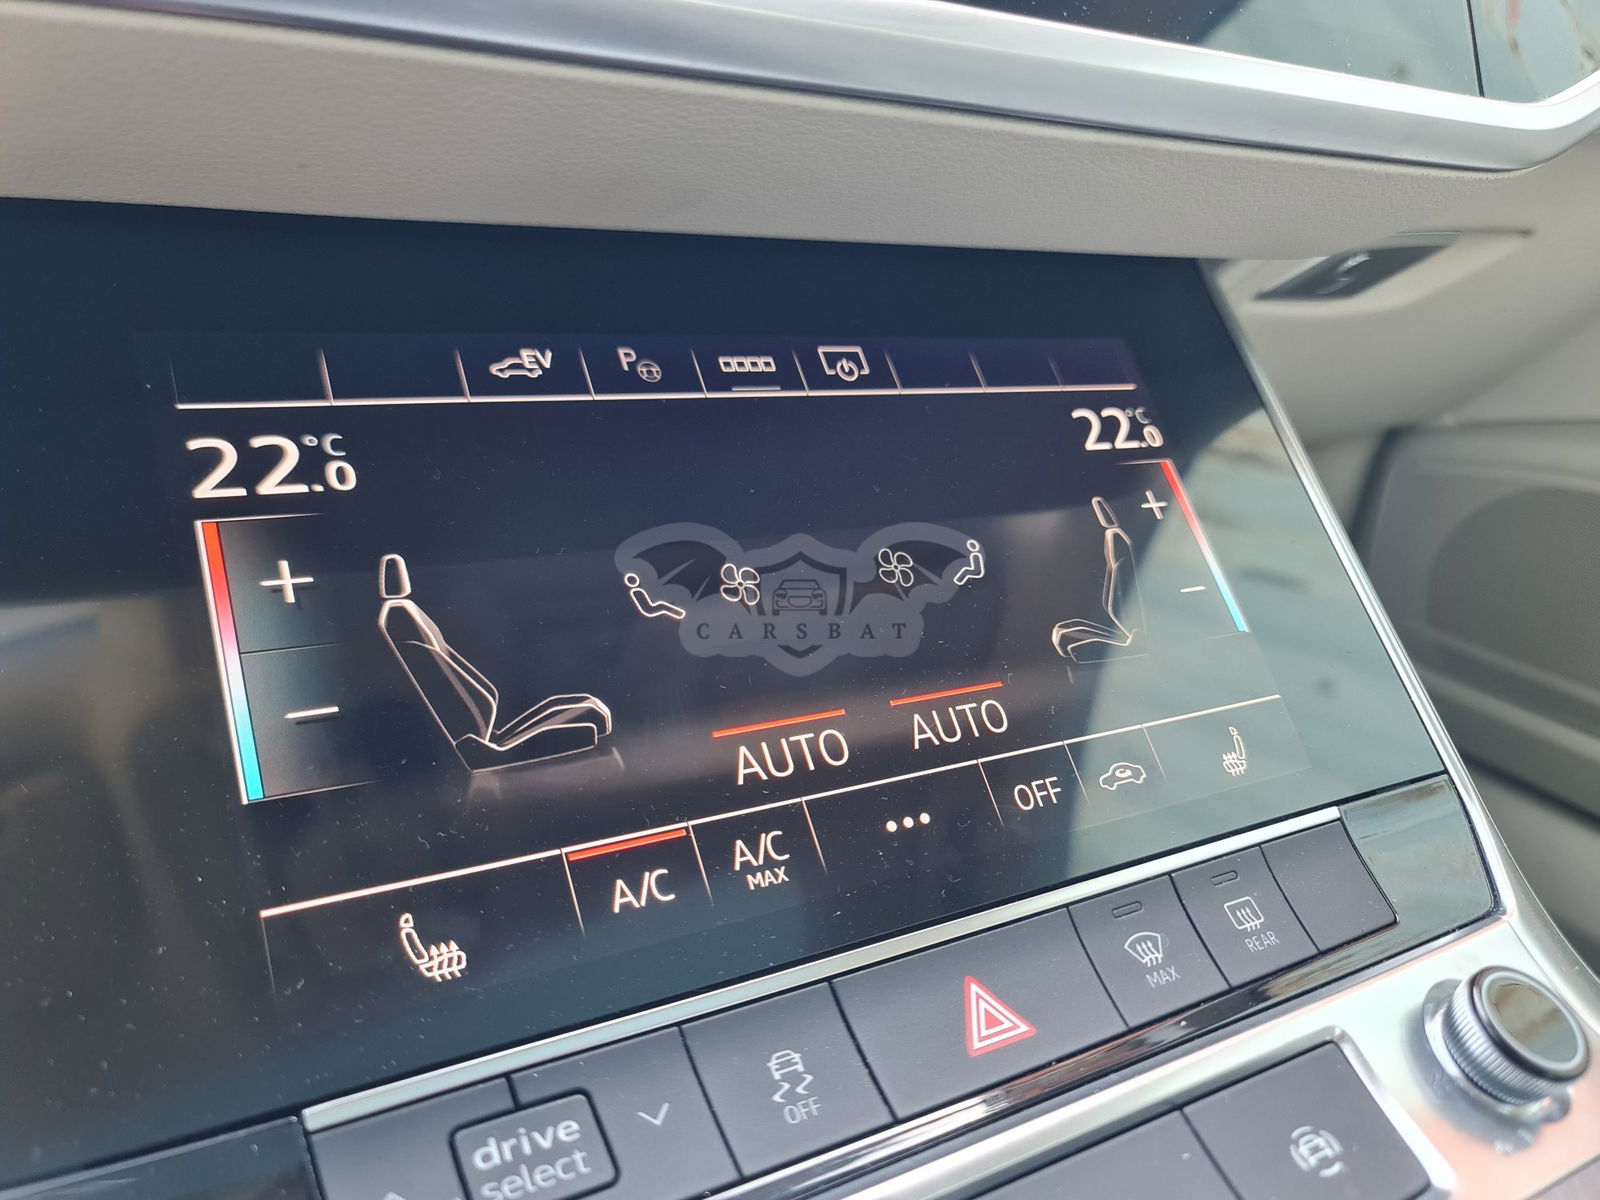 EV
P
22.0 °C
22.0 °C
+
+
−
−
CARSBAT
AUTO
AUTO
A/C
A/C
MAX
•••
OFF
MAX
REAR
OFF
drive
select